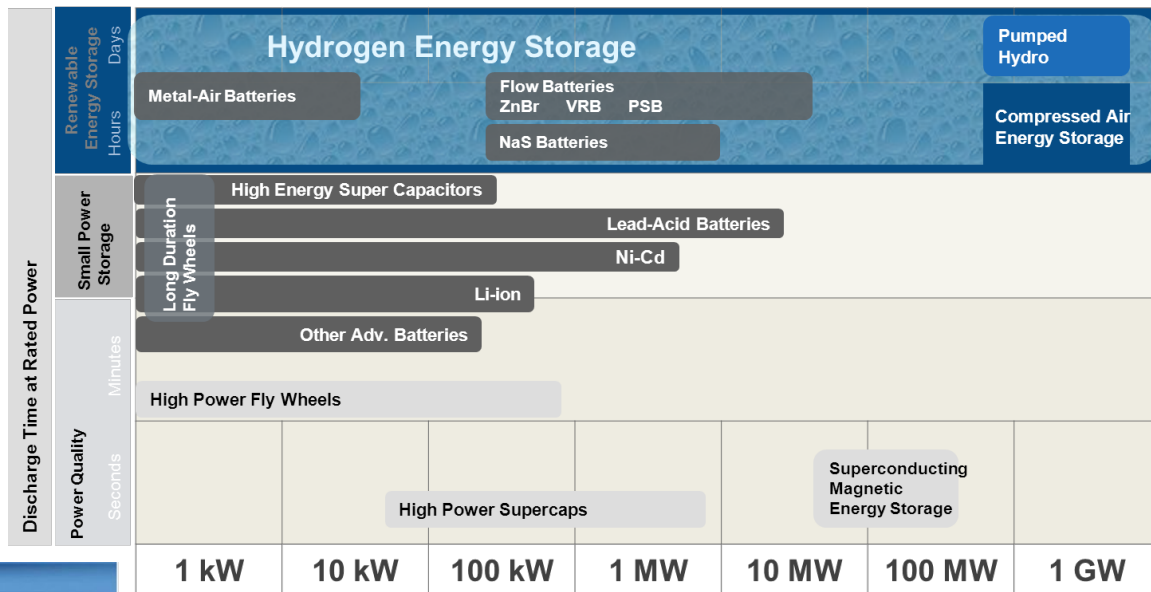 Discharge Time at Rated Power
Renewable
Energy Storage
Hours
Days
Small Power
Storage
Power Quality
Seconds
Minutes
Hydrogen Energy Storage
Pumped
Hydro
Metal-Air Batteries
Flow Batteries
ZnBr VRB PSB
Compressed Air
Energy Storage
NaS Batteries
Long Duration
Fly Wheels
High Energy Super Capacitors
Lead-Acid Batteries
Ni-Cd
Li-ion
Other Adv. Batteries
High Power Fly Wheels
Superconducting
Magnetic
Energy Storage
High Power Supercaps
1 kW 10 kW 100 kW 1 MW 10 MW 100 MW 1 GW